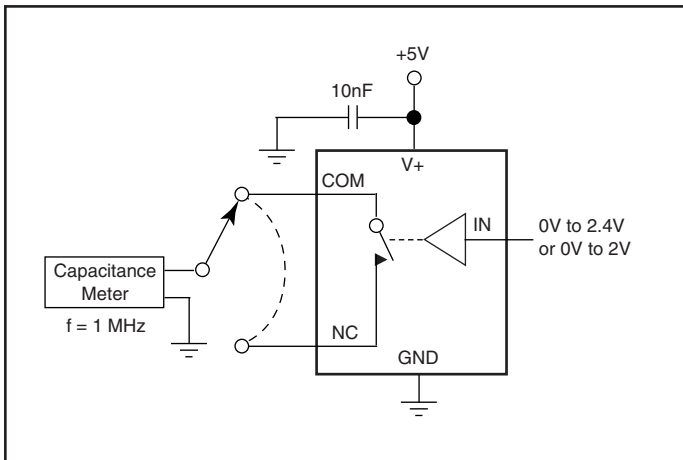 +5V
10nF
V+
COM
IN
0V to 2.4V
or 0V to 2V
Capacitance
Meter
f = 1 MHz
NC
GND